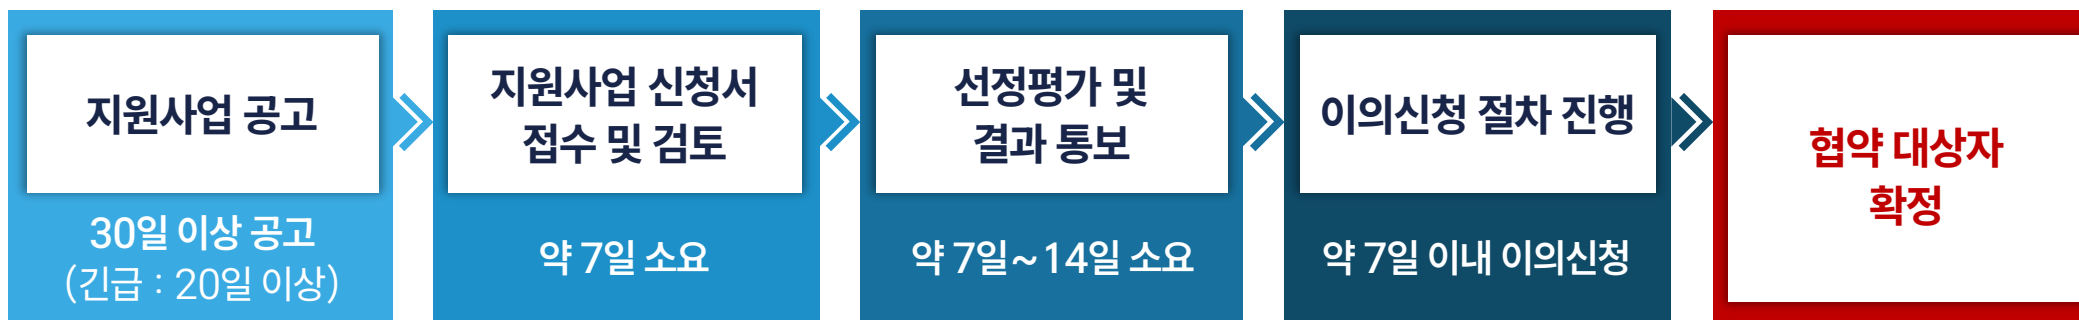 지원사업 공고
30일 이상 공고
(긴급 : 20일 이상)
지원사업 신청서
접수 및 검토
약 7일 소요
선정평가 및
결과 통보
약 7일~14일 소요
이의신청 절차 진행
약 7일 이내 이의신청
협약 대상자
확정